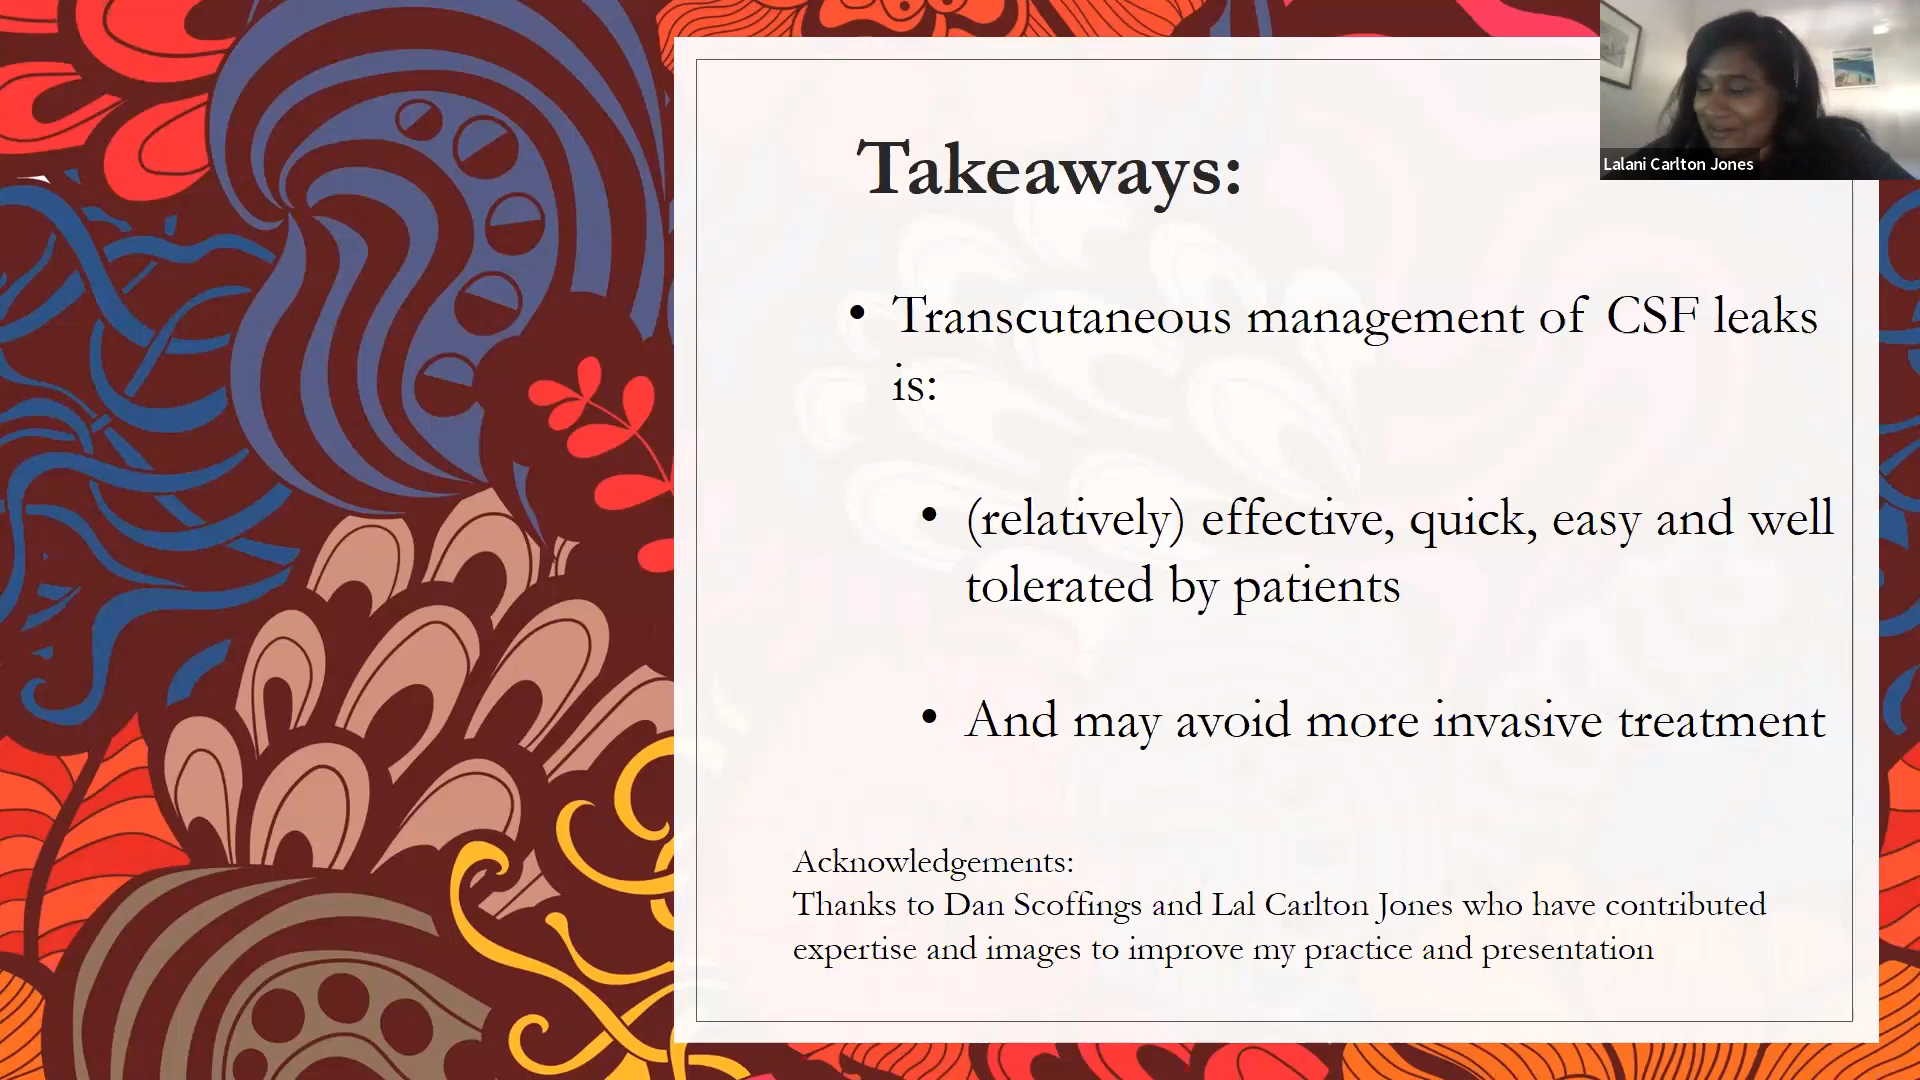 Takeaways:
Lalani Carlton Jones
• Transcutaneous management of CSF leaks
is:
• (relatively) effective, quick, easy and well
tolerated by patients
• And may avoid more invasive treatment
Acknowledgements:
Thanks to Dan Scoffings and Lal Carlton Jones who have contributed
expertise and images to improve my practice and presentation